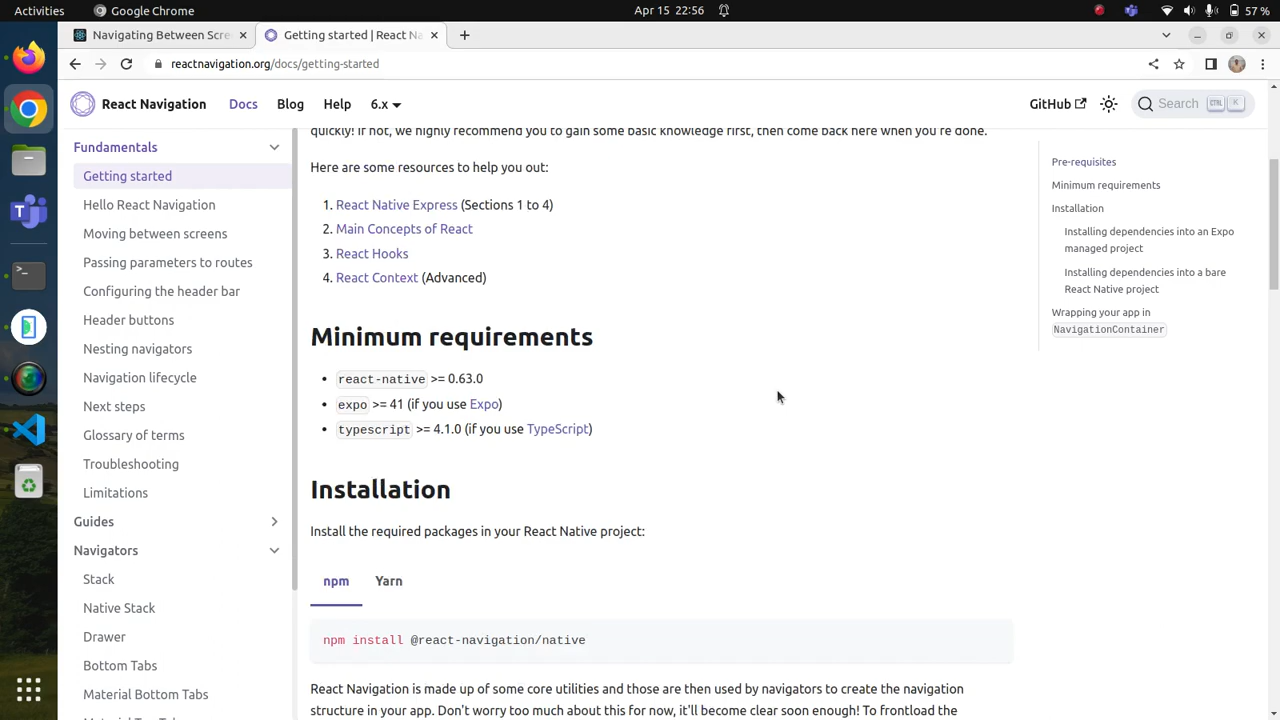 Activities
Google Chrome
Apr 15 22:56
57 %
Navigating Between Scre
Getting started | React Na
reactnavigation.org/docs/getting-started
React Navigation
Docs
Blog
Help
6.x
GitHub
Search
CTRL
K
Fundamentals
Getting started
Hello React Navigation
Moving between screens
Passing parameters to routes
Configuring the header bar
Header buttons
Nesting navigators
Navigation lifecycle
Next steps
Glossary of terms
Troubleshooting
Limitations
Guides
Navigators
Stack
Native Stack
Drawer
Bottom Tabs
Material Bottom Tabs
quickly! If not, we highly recommend you to gain some basic knowledge first, then come back here when you're done.
Here are some resources to help you out:
1. React Native Express (Sections 1 to 4)
2. Main Concepts of React
3. React Hooks
4. React Context (Advanced)
Minimum requirements
• react-native >= 0.63.0
• expo >= 41 (if you use Expo)
• typescript >= 4.1.0 (if you use TypeScript)
Installation
Install the required packages in your React Native project:
npm
Yarn
npm install @react-navigation/native
React Navigation is made up of some core utilities and those are then used by navigators to create the navigation
structure in your app. Don't worry too much about this for now, it'll become clear soon enough! To frontload the
Pre-requisites
Minimum requirements
Installation
Installing dependencies into an Expo
managed project
Installing dependencies into a bare
React Native project
Wrapping your app in
NavigationContainer